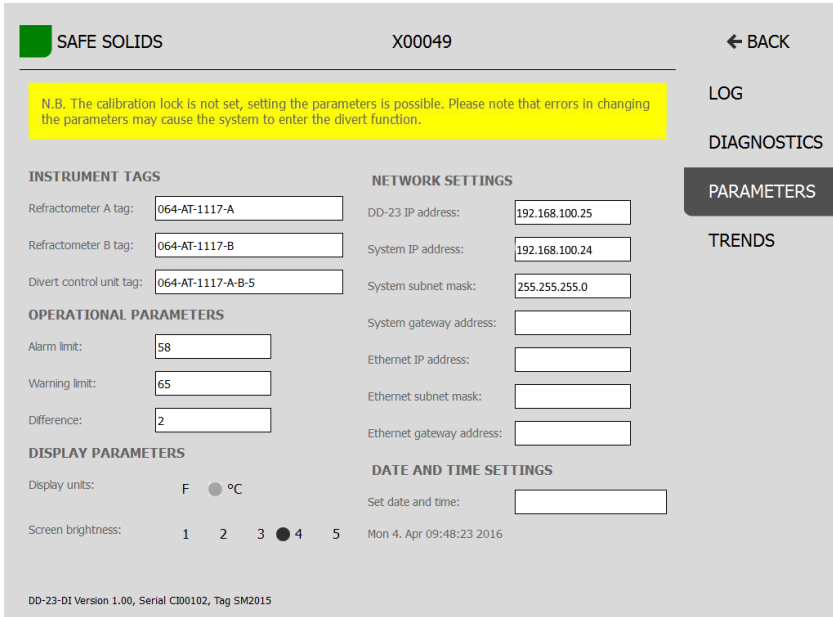 SAFE SOLIDS
X00049
BACK
N.B. The calibration lock is not set, setting the parameters is possible. Please note that errors in changing
the parameters may cause the system to enter the divert function.
INSTRUMENT TAGS
Refractometer A tag: 064-AT-1117-A
Refractometer B tag: 064-AT-1117-B
Divert control unit tag: 064-AT-1117-A-B-5
OPERATIONAL PARAMETERS
Alarm limit: 58
Warning limit: 65
Difference: 2
DISPLAY PARAMETERS
Display units: F °C
Screen brightness: 1 2 3 4 5
NETWORK SETTINGS
DD-23 IP address: 192.168.100.25
System IP address: 192.168.100.24
System subnet mask: 255.255.255.0
System gateway address:
Ethernet IP address:
Ethernet subnet mask:
Ethernet gateway address:
DATE AND TIME SETTINGS
Set date and time:
Mon 4. Apr 09:48:23 2016
LOG
DIAGNOSTICS
PARAMETERS
TRENDS
DD-23-DI Version 1.00, Serial CI00102, Tag SM2015